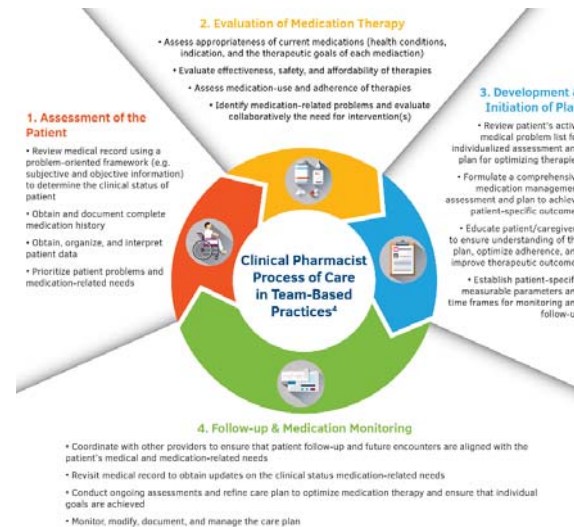 2. Evaluation of Medication Therapy
• Assess appropriateness of current medications (health conditions,
indication, and the therapeutic goals of each mediaction)
• Evaluate effectiveness, safety, and affordability of therapies
• Assess medication-use and adherence of therapies
• Identify medication-related problems and evaluate
collaboratively the need for intervention(s)
1. Assessment of the
Patient
• Review medical record using a
problem-oriented framework (e.g.
subjective and objective information)
to determine the clinical status of
patient
• Obtain and document complete
medication history
• Obtain, organize, and interpret
patient data
• Prioritize patient problems and
medication-related needs
3. Development a
Initiation of Pla
• Review patient's activ
medical problem list fo
individualized assessment an
plan for optimizing therapie
• Formulate a comprehensiv
medication managemen
assessment and plan to achiev
patient-specific outcome
• Educate patient/caregiver
to ensure understanding of th
plan, optimize adherence, an
improve therapeutic outcome
• Establish patient-specifi
measurable parameters an
time frames for monitoring an
follow-u
Clinical Pharmacist
Process of Care
in Team-Based
Practices⁴
4. Follow-up & Medication Monitoring
• Coordinate with other providers to ensure that patient follow-up and future encounters are aligned with the
patient's medical and medication-related needs
• Revisit medical record to obtain updates on the clinical status medication-related needs
• Conduct ongoing assessments and refine care plan to optimize medication therapy and ensure that individual
goals are achieved
• Monitor, modify, document, and manage the care plan